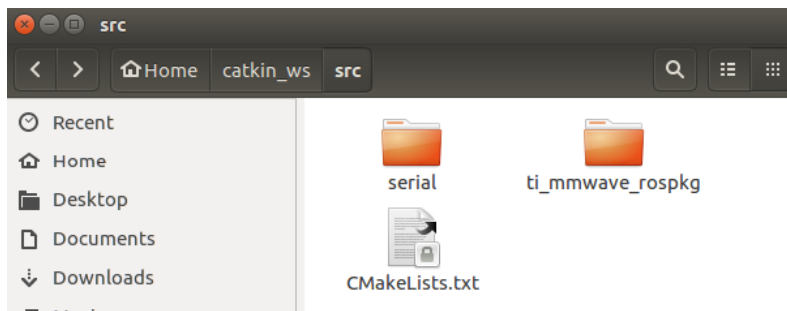 src
Home catkin_ws src
Recent
Home
Desktop
Documents
Downloads
serial
ti_mmwave_rospkg
CMakeLists.txt